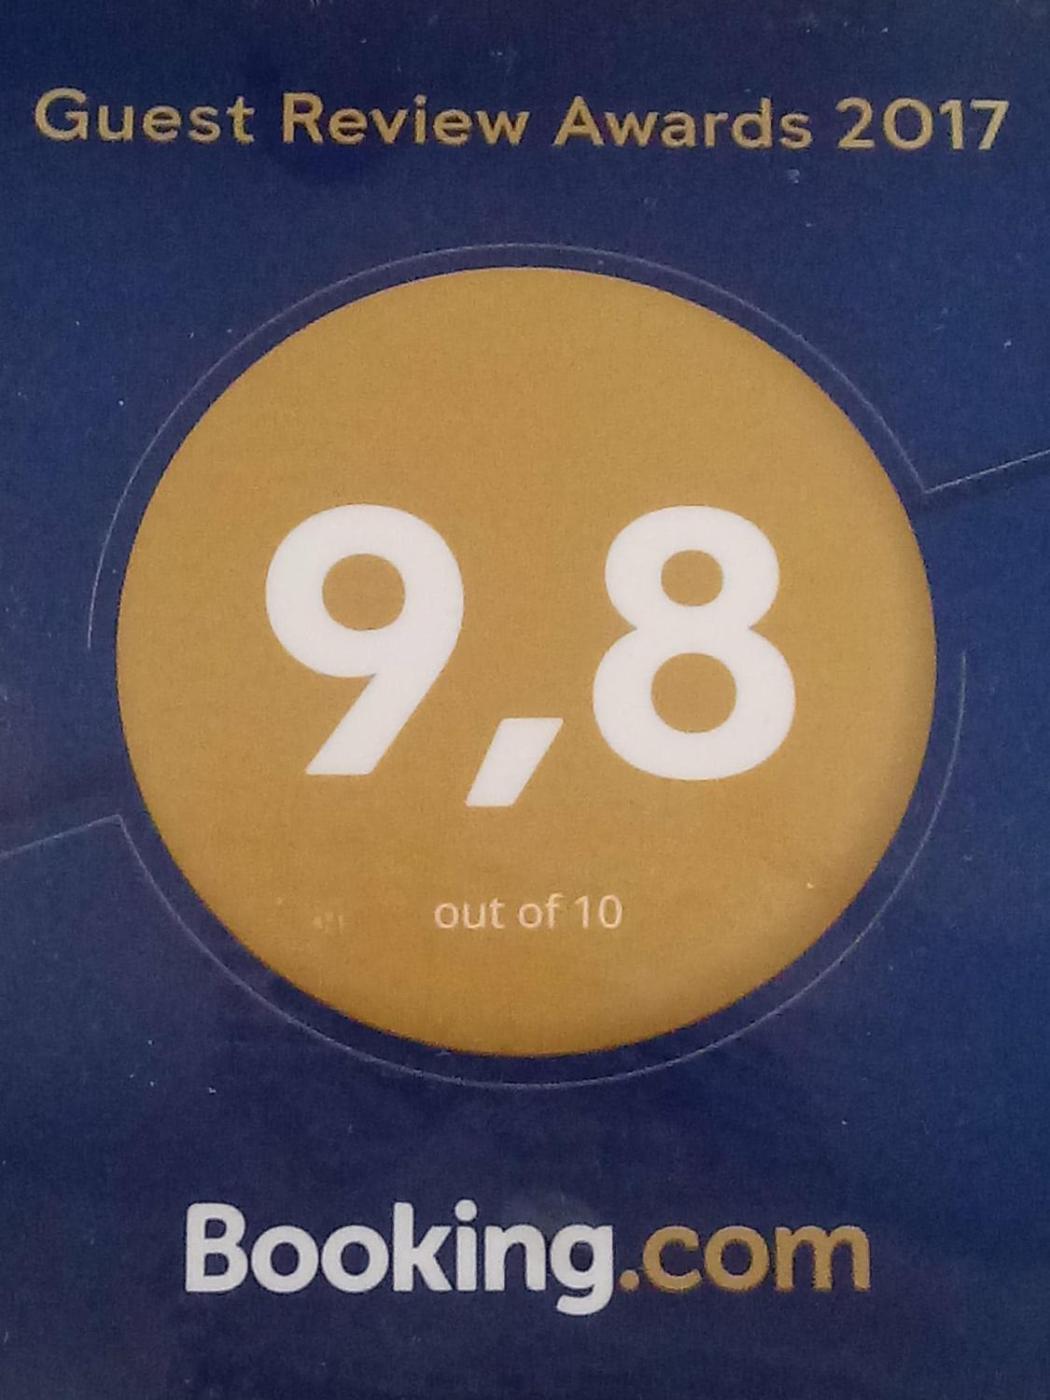 Guest Review Awards 2017
9,8
out of 10
Booking.com